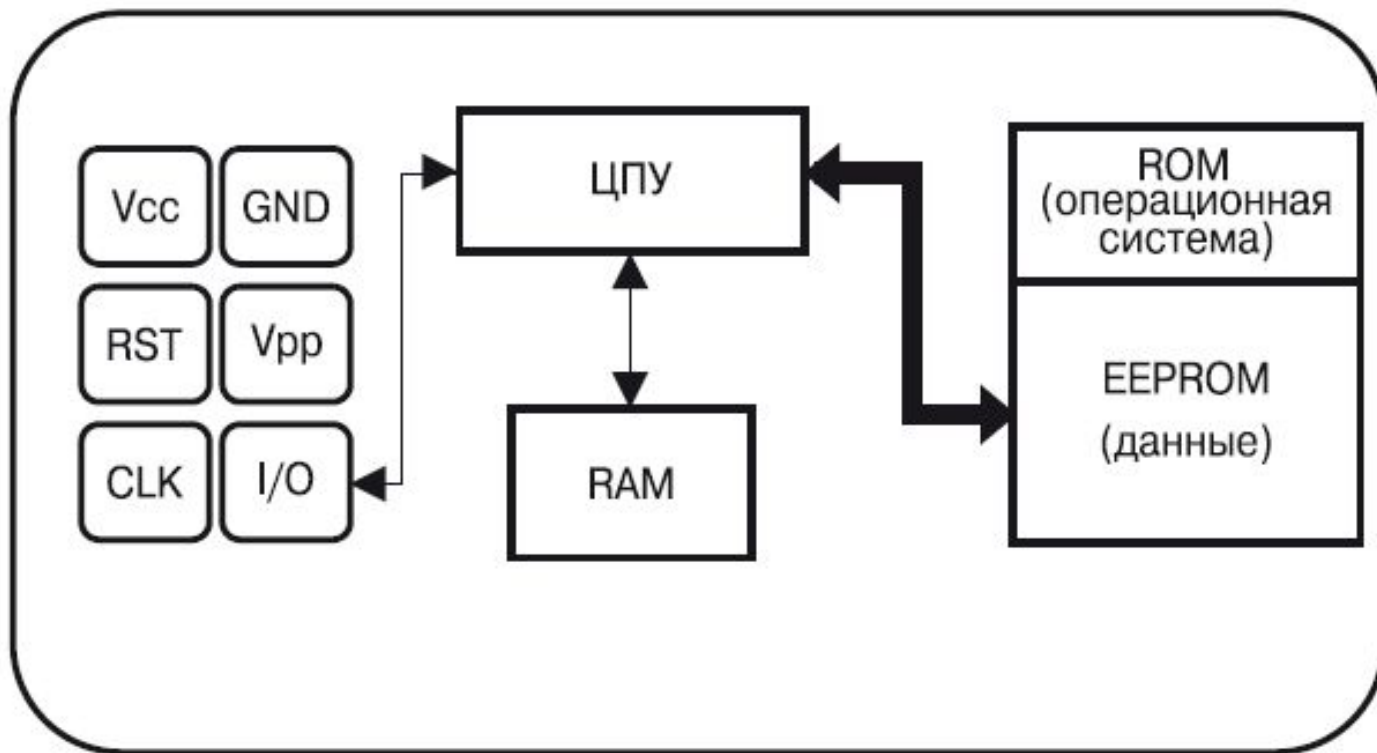 Vcc
GND
RST
Vpp
CLK
I/O
ЦПУ
RAM
ROM
(операционная
система)
EEPROM
(данные)